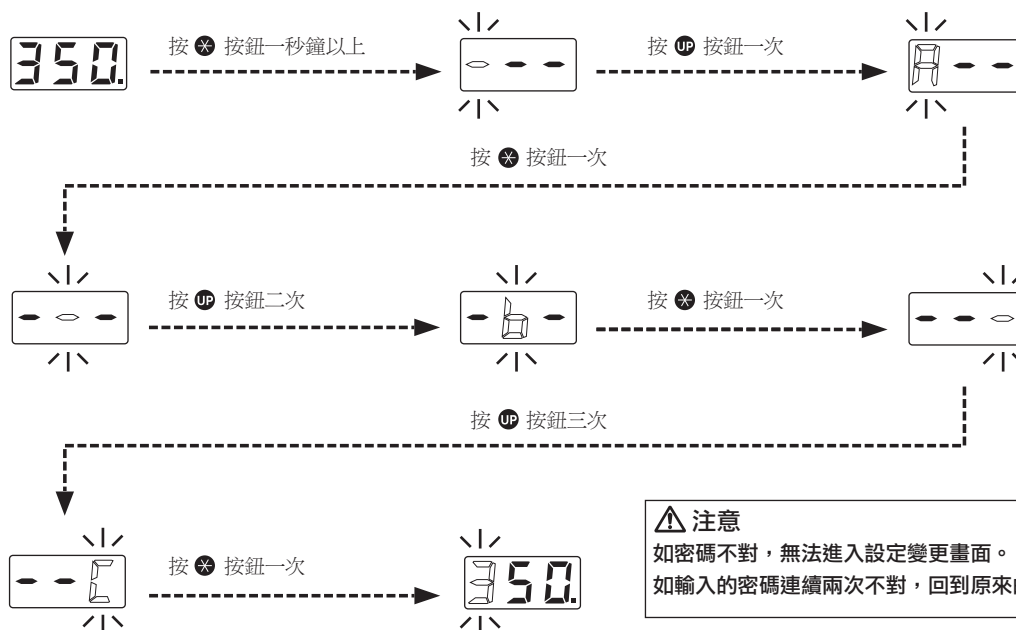 350.
按 ⊛ 按鈕一秒鐘以上
- - -
按 UP 按鈕一次
A - -
按 ⊛ 按鈕一次
- - -
按 UP 按鈕二次
- b -
按 ⊛ 按鈕一次
- - -
按 UP 按鈕三次
- - C
按 ⊛ 按鈕一次
350.
⚠ 注意
如密碼不對，無法進入設定變更畫面。
如輸入的密碼連續兩次不對，回到原來